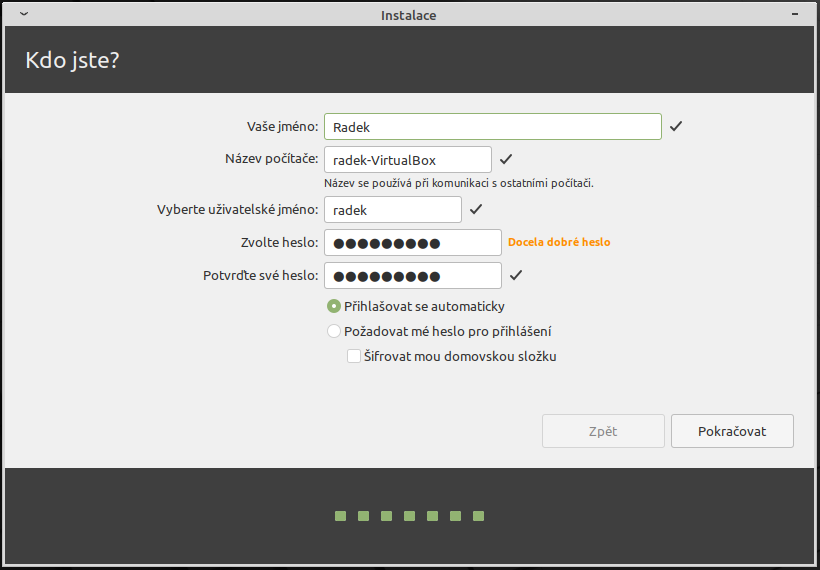 Instalace
Kdo jste?
Vaše jméno: Radek
Název počítače: radek-VirtualBox
Název se používá při komunikaci s ostatními počítači.
Vyberte uživatelské jméno: radek
Zvolte heslo: ●●●●●●●●● Docela dobré heslo
Potvrďte své heslo: ●●●●●●●●●
Přihlašovat se automaticky
Požadovat mé heslo pro přihlášení
Šifrovat mou domovskou složku
Zpět Pokračovat